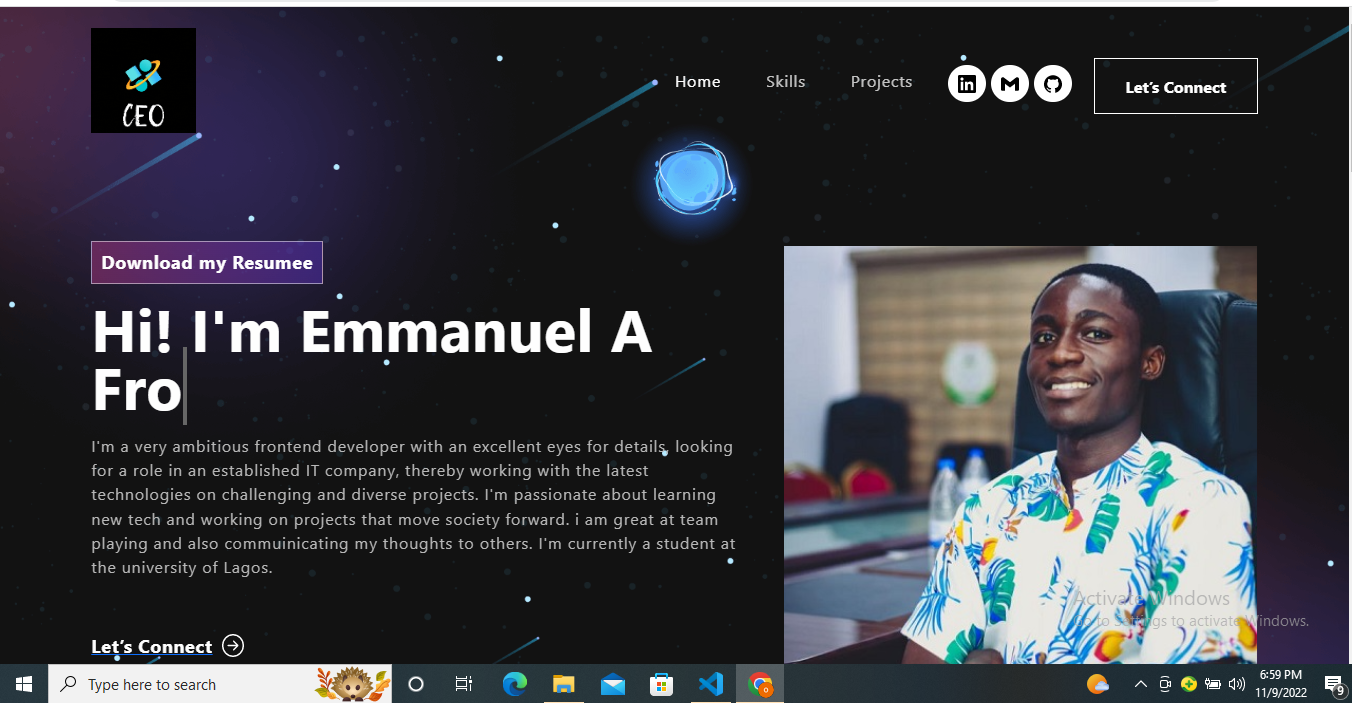 CEO
Home Skills Projects Let's Connect
Download my Resumee
Hi! I'm Emmanuel A
Fro
I'm a very ambitious frontend developer with an excellent eyes for details, looking
for a role in an established IT company, thereby working with the latest
technologies on challenging and diverse projects. I'm passionate about learning
new tech and working on projects that move society forward. i am great at team
playing and also commuinicating my thoughts to others. I'm currently a student at
the university of Lagos.
Activate Windows
Go to Settings to activate Windows.
Let's Connect
Type here to search
6:59 PM
11/9/2022
9